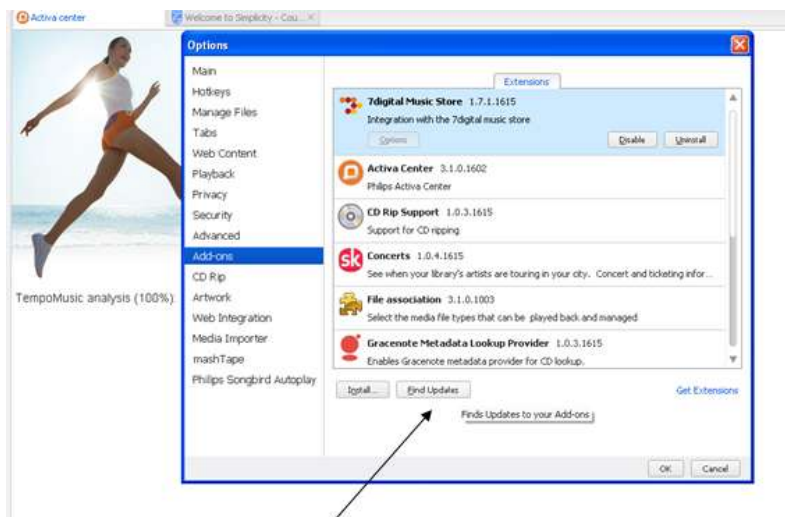 Activa center
Welcome to Simplicity - Cou...
Options
Main
Hotkeys
Manage Files
Tabs
Web Content
Playback
Privacy
Security
Advanced
Add-ons
CD Rip
Artwork
Web Integration
Media Importer
mashTape
Philips Songbird Autoplay
TempoMusic analysis (100%)
Extensions
7digital Music Store 1.7.1.1615
Integration with the 7digital music store
Options
Disable
Uninstall
Activa Center 3.1.0.1602
Philips Activa Center
CD Rip Support 1.0.3.1615
Support for CD ripping
sk
Concerts 1.0.4.1615
See when your library's artists are touring in your city. Concert and ticketing infor...
File association 3.1.0.1003
Select the media file types that can be played back and managed
Gracenote Metadata Lookup Provider 1.0.3.1615
Enables Gracenote metadata provider for CD lookup.
Install...
Find Updates
Get Extensions
Finds Updates to your Add-ons
OK
Cancel